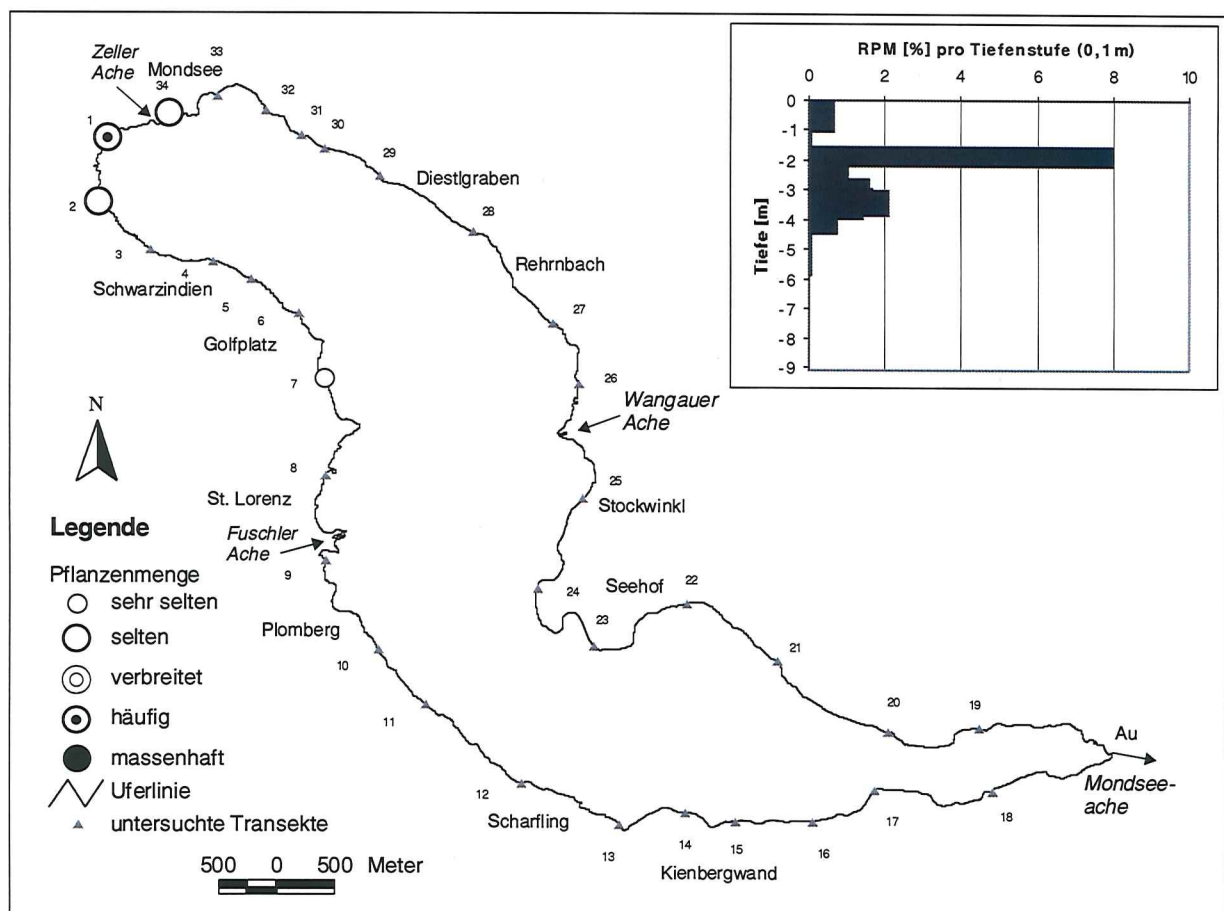 Zeller
Ache
33
34
Mondsee
1
32
31
30
29
Diestlgraben
2
28
3
Rehrnbach
4
Schwarzindien
5
6
27
Golfplatz
7
26
Wangauer
Ache
N
8
25
St. Lorenz
Stockwinkl
Fuschler
Ache
9
24
Seehof
22
23
Plomberg
10
21
11
20
19
Au
12
Mondsee-
ache
Scharfling
17
18
13
14
15
16
Kienbergwand
Legende
Pflanzenmenge
sehr selten
selten
verbreitet
häufig
massenhaft
Uferlinie
untersuchte Transekte
500 0 500 Meter
RPM [%] pro Tiefenstufe (0,1m)
0 2 4 6 8 10
Tiefe [m]
0
-1
-2
-3
-4
-5
-6
-7
-8
-9